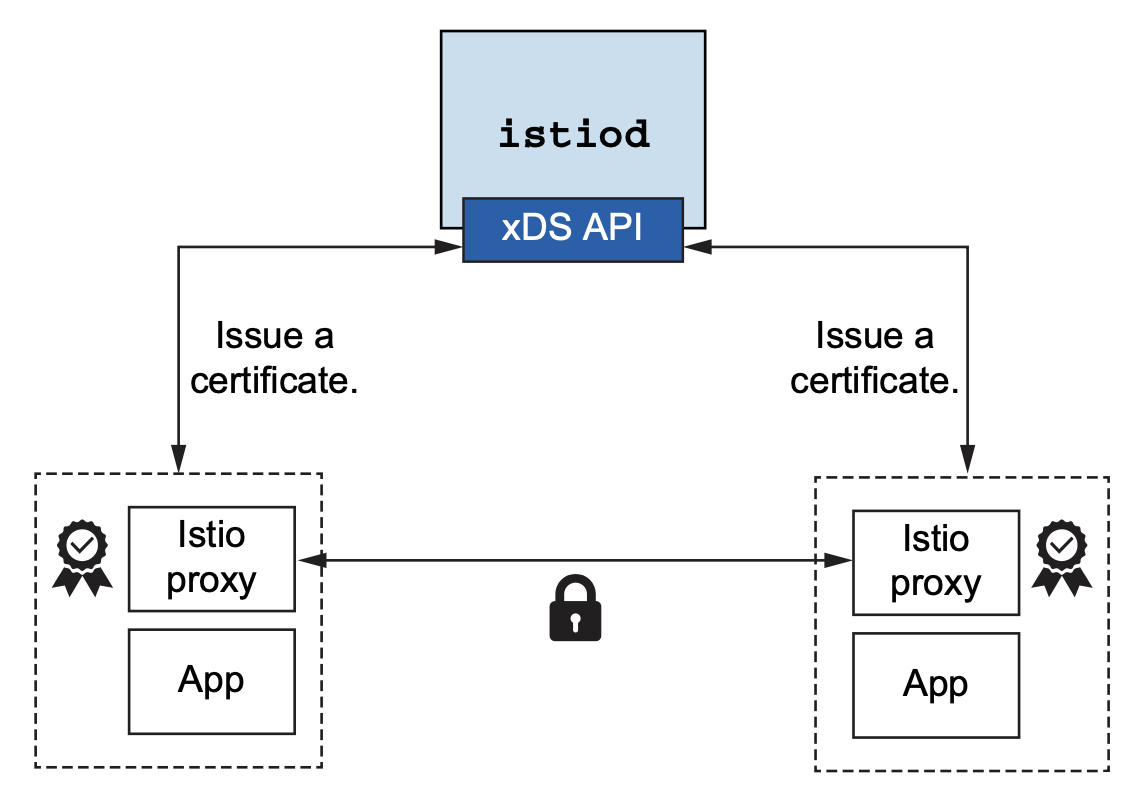 istiod
xDS API
Issue a
certificate.
Issue a
certificate.
Istio
proxy
App
Istio
proxy
App